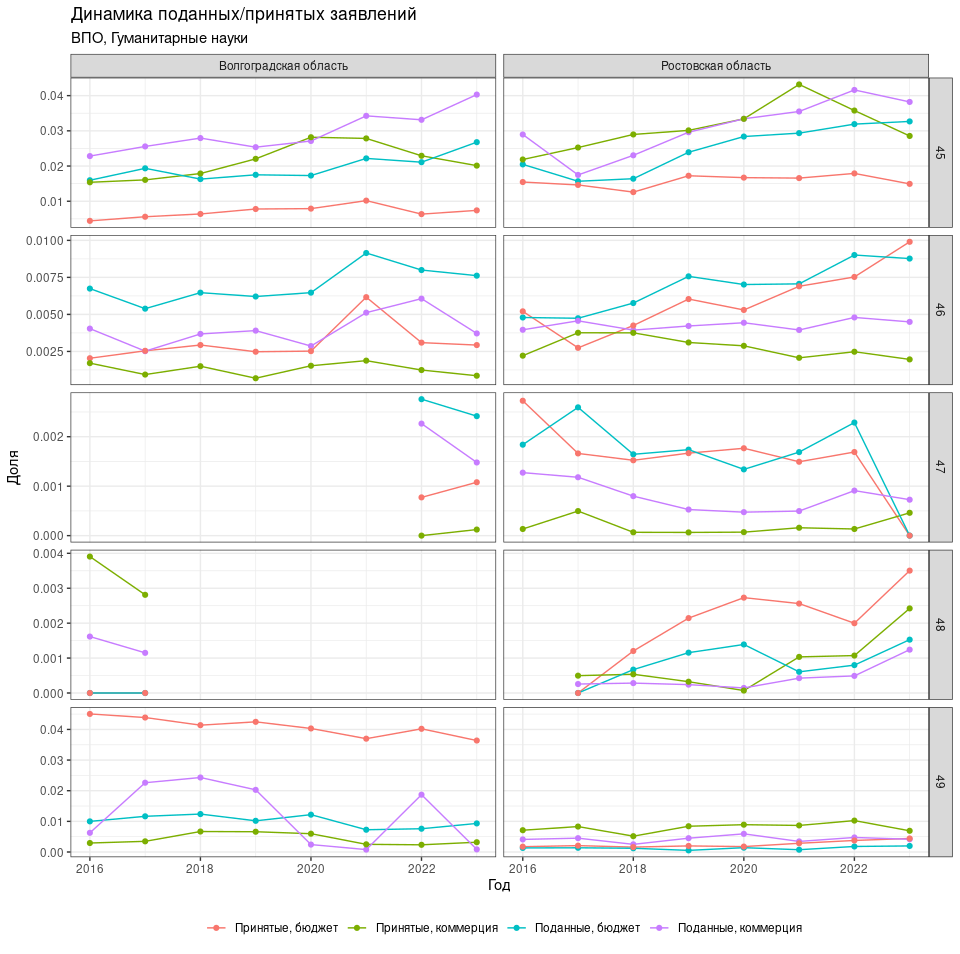 Динамика поданных/принятых заявлений
ВПО, Гуманитарные науки
Волгоградская область
Ростовская область
0.04
0.03
0.02
0.01
45
0.0100
0.0075
0.0050
0.0025
46
0.002
0.001
0.000
47
0.004
0.003
0.002
0.001
0.000
48
0.04
0.03
0.02
0.01
0.00
49
Доля
2016 2018 2020 2022
2016 2018 2020 2022
Год
Принятые, бюджет Принятые, коммерция Поданные, бюджет Поданные, коммерция